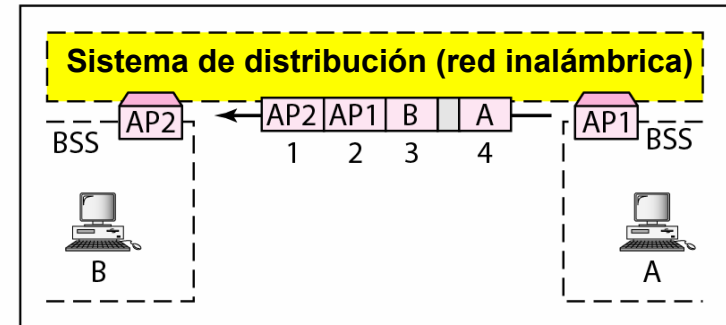 Sistema de distribución (red inalámbrica)
AP2 AP2 AP1 B A AP1
BSS 1 2 3 4 BSS
B A